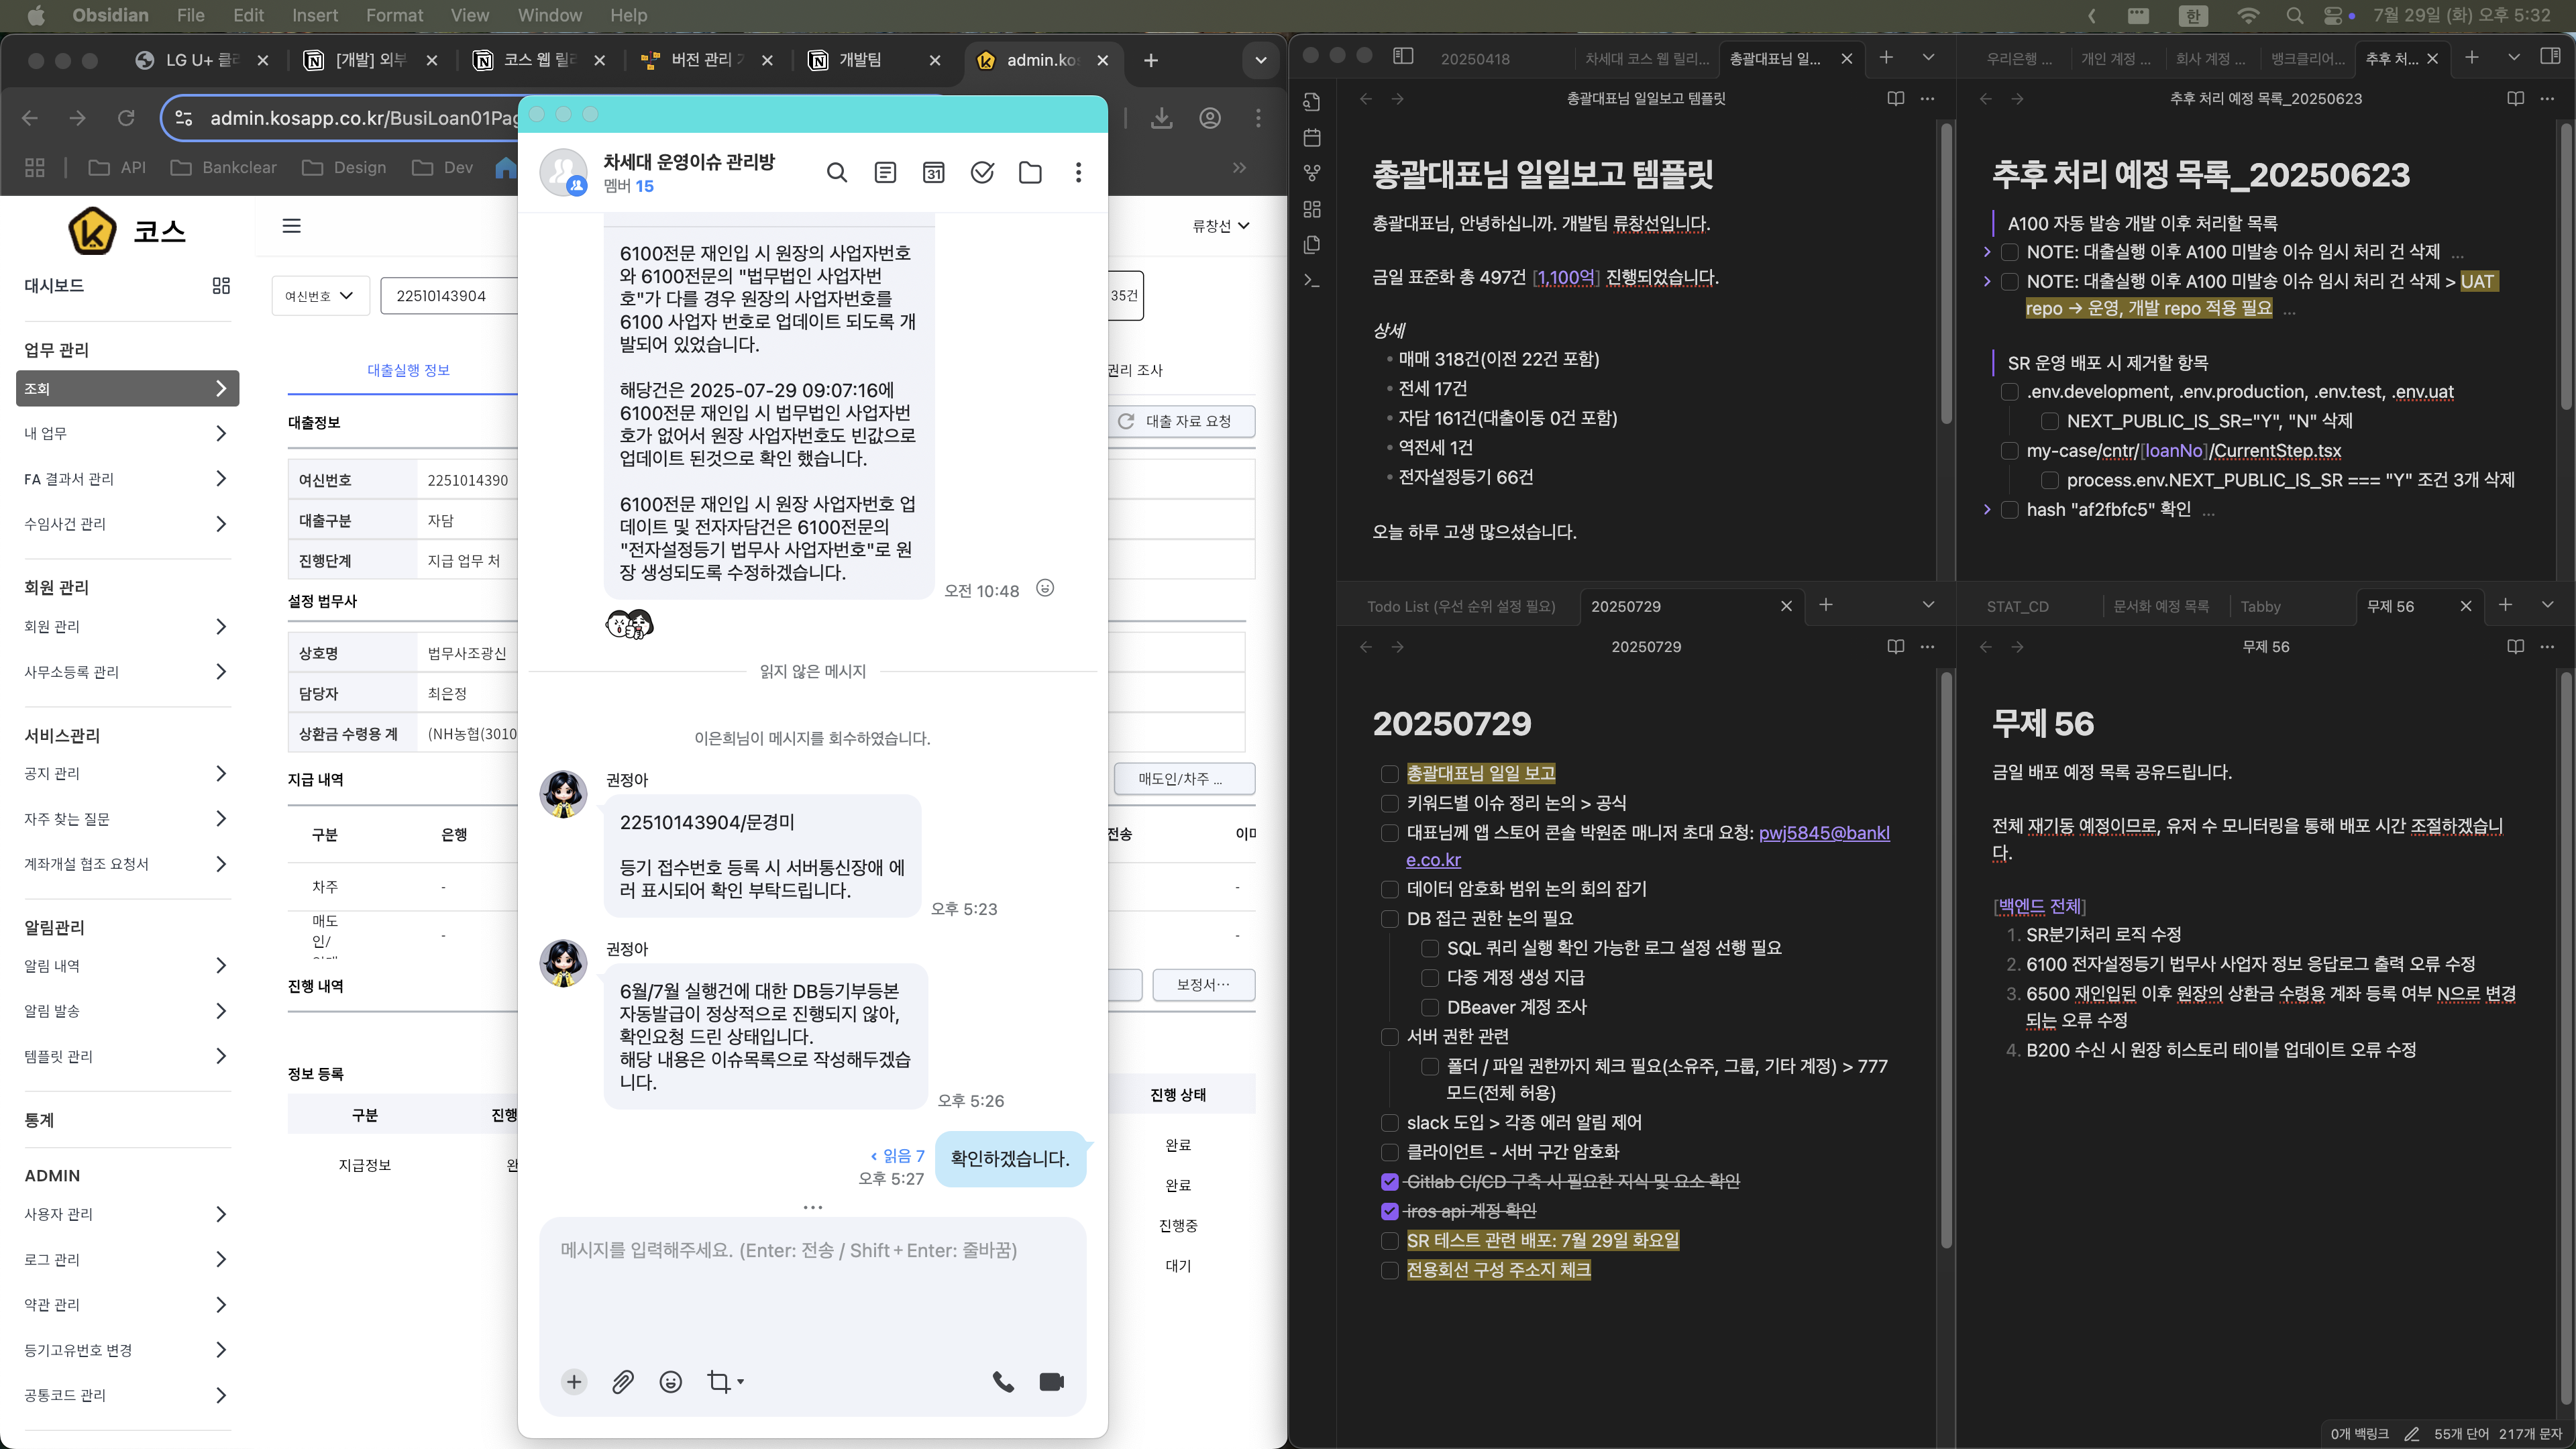 Obsidian File Edit Insert Format View Window Help
한 7월 29일 (화) 오후 5:32
LG U+ 클
[개발] 외부
코스 웹 릴리
버전 관리
개발팀
admin.kos
admin.kosapp.co.kr/BusiLoan01Pag
API Bankclear Design Dev
코스
류창선
대시보드
업무 관리
조회
내 업무
FA 결과서 관리
수임사건 관리
회원 관리
회원 관리
사무소등록 관리
서비스관리
공지 관리
자주 찾는 질문
계좌개설 협조 요청서
알림관리
알림 내역
알림 발송
템플릿 관리
통계
ADMIN
사용자 관리
로그 관리
약관 관리
등기고유번호 변경
공통코드 관리
여신번호 22510143904
35건
대출실행 정보
권리 조사
대출정보
대출 자료 요청
여신번호 2251014390
대출구분 자담
진행단계 지급 업무 처
설정 법무사
상호명 법무사조광신
담당자 최은정
상환금 수령용 계 (NH농협(3010
지급 내역
매도인/차주 ...
구분 은행 전송
차주 - -
매도
인/
- -
진행 내역
보정서...
정보 등록
구분 진행 진행 상태
지급정보 완
완료
완료
진행중
대기
차세대 운영이슈 관리방
멤버 15
31
6100전문 재인입 시 원장의 사업자번호
와 6100전문의 "법무법인 사업자번
호"가 다를 경우 원장의 사업자번호를
6100 사업자 번호로 업데이트 되도록 개
발되어 있었습니다.
해당건은 2025-07-29 09:07:16에
6100전문 재인입 시 법무법인 사업자번
호가 없어서 원장 사업자번호도 빈값으로
업데이트 된것으로 확인 했습니다.
6100전문 재인입 시 원장 사업자번호 업
데이트 및 전자자담건은 6100전문의
"전자설정등기 법무사 사업자번호"로 원
장 생성되도록 수정하겠습니다.
오전 10:48
읽지 않은 메시지
이은희님이 메시지를 회수하였습니다.
권정아
22510143904/문경미
등기 접수번호 등록 시 서버통신장애 에
러 표시되어 확인 부탁드립니다.
오후 5:23
권정아
6월/7월 실행건에 대한 DB등기부등본
자동발급이 정상적으로 진행되지 않아,
확인요청 드린 상태입니다.
해당 내용은 이슈목록으로 작성해두겠습
니다.
오후 5:26
읽음 7
오후 5:27
확인하겠습니다.
메시지를 입력해주세요. (Enter: 전송 / Shift + Enter: 줄바꿈)
20250418
차세대 코스 웹 릴리...
총괄대표님 일...
총괄대표님 일일보고 템플릿
총괄대표님 일일보고 템플릿
총괄대표님, 안녕하십니까. 개발팀 류창선입니다.
금일 표준화 총 497건 [1,100억] 진행되었습니다.
상세
매매 318건(이전 22건 포함)
전세 17건
자담 161건(대출이동 0건 포함)
역전세 1건
전자설정등기 66건
오늘 하루 고생 많으셨습니다.
우리은행 ...
개인 계정 ...
회사 계정 ...
뱅크클리어...
추후 처...
추후 처리 예정 목록_20250623
추후 처리 예정 목록_20250623
A100 자동 발송 개발 이후 처리할 목록
NOTE: 대출실행 이후 A100 미발송 이슈 임시 처리 건 삭제 ...
NOTE: 대출실행 이후 A100 미발송 이슈 임시 처리 건 삭제 > UAT
repo → 운영, 개발 repo 적용 필요 ...
SR 운영 배포 시 제거할 항목
.env.development, .env.production, .env.test, .env.uat
NEXT_PUBLIC_IS_SR="Y", "N" 삭제
my-case/cntr/[loanNo]/CurrentStep.tsx
process.env.NEXT_PUBLIC_IS_SR === "Y" 조건 3개 삭제
hash "af2fbfc5" 확인 ...
Todo List (우선 순위 설정 필요)
20250729
20250729
20250729
총괄대표님 일일 보고
키워드별 이슈 정리 논의 > 공식
대표님께 앱 스토어 콘솔 박원준 매니저 초대 요청: pwj5845@bankl
e.co.kr
데이터 암호화 범위 논의 회의 잡기
DB 접근 권한 논의 필요
SQL 쿼리 실행 확인 가능한 로그 설정 선행 필요
다중 계정 생성 지급
DBeaver 계정 조사
서버 권한 관련
폴더 / 파일 권한까지 체크 필요(소유주, 그룹, 기타 계정) > 777
모드(전체 허용)
slack 도입 > 각종 에러 알림 제어
클라이언트 - 서버 구간 암호화
Gitlab CI/CD 구축 시 필요한 지식 및 요소 확인
iros api 계정 확인
SR 테스트 관련 배포: 7월 29일 화요일
전용회선 구성 주소지 체크
STAT_CD
문서화 예정 목록
Tabby
무제 56
무제 56
무제 56
금일 배포 예정 목록 공유드립니다.
전체 재기동 예정이므로, 유저 수 모니터링을 통해 배포 시간 조절하겠습니
다.
[백엔드 전체]
1. SR분기처리 로직 수정
2. 6100 전자설정등기 법무사 사업자 정보 응답로그 출력 오류 수정
3. 6500 재인입된 이후 원장의 상환금 수령용 계좌 등록 여부 N으로 변경
되는 오류 수정
4. B200 수신 시 원장 히스토리 테이블 업데이트 오류 수정
0개 백링크 55개 단어 217개 문자